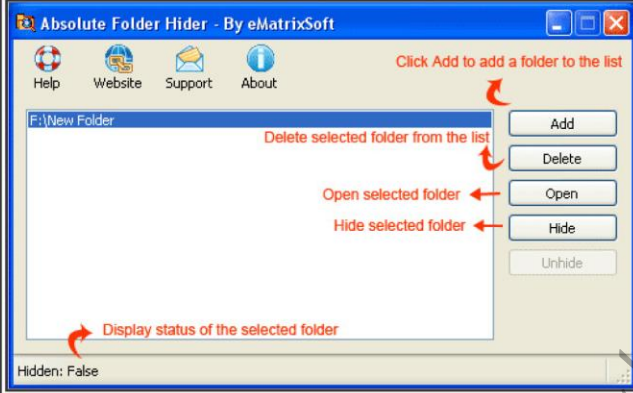 Absolute Folder Hider - By eMatrixSoft
Help Website Support About
Click Add to add a folder to the list
F:\New Folder
Add
Delete selected folder from the list
Delete
Open selected folder
Open
Hide selected folder
Hide
Unhide
Display status of the selected folder
Hidden: False